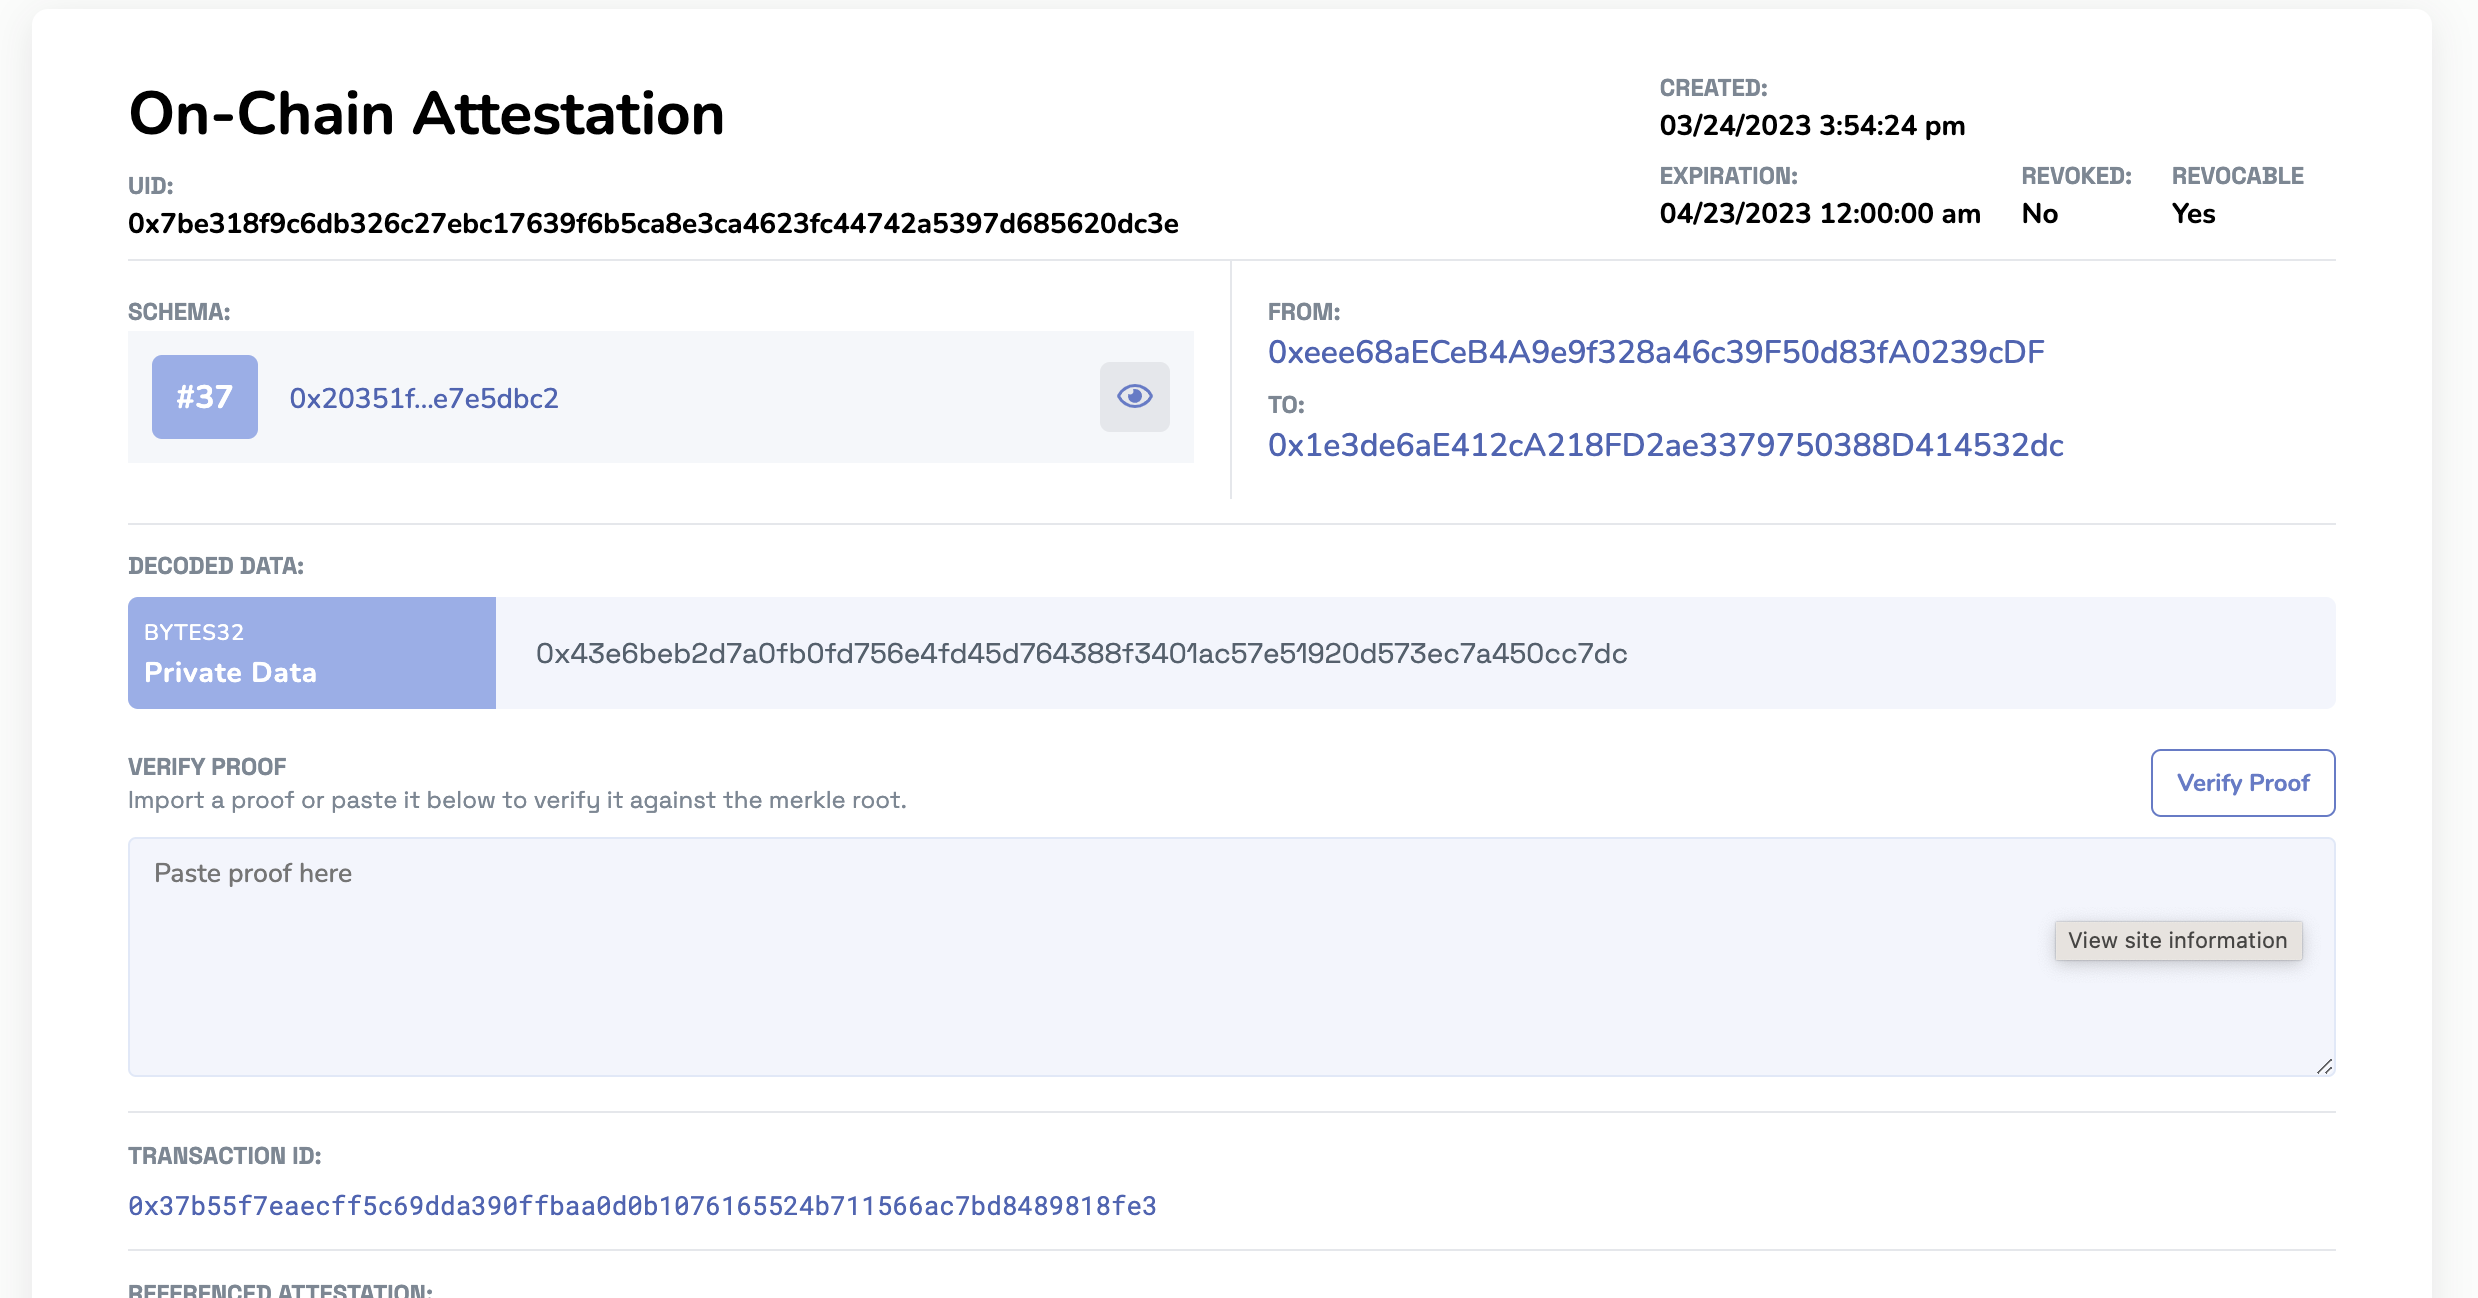 On-Chain Attestation
CREATED:
03/24/2023 3:54:24 pm
UID:
0x7be318f9c6db326c27ebc17639f6b5ca8e3ca4623fc44742a5397d685620dc3e
EXPIRATION:
04/23/2023 12:00:00 am
REVOKED:
No
REVOCABLE
Yes
SCHEMA:
#37
0x20351f...e7e5dbc2
FROM:
0xeee68aECeB4A9e9f328a46c39F50d83fA0239cDF
TO:
0x1e3de6aE412cA218FD2ae3379750388D414532dc
DECODED DATA:
BYTES32
Private Data
0x43e6beb2d7a0fb0fd756e4fd45d764388f3401ac57e51920d573ec7a450cc7dc
VERIFY PROOF
Import a proof or paste it below to verify it against the merkle root.
Verify Proof
Paste proof here
View site information
TRANSACTION ID:
0x37b55f7eaecff5c69dda390ffbaa0d0b1076165524b711566ac7bd8489818fe3
REFERENCED ATTESTATION: